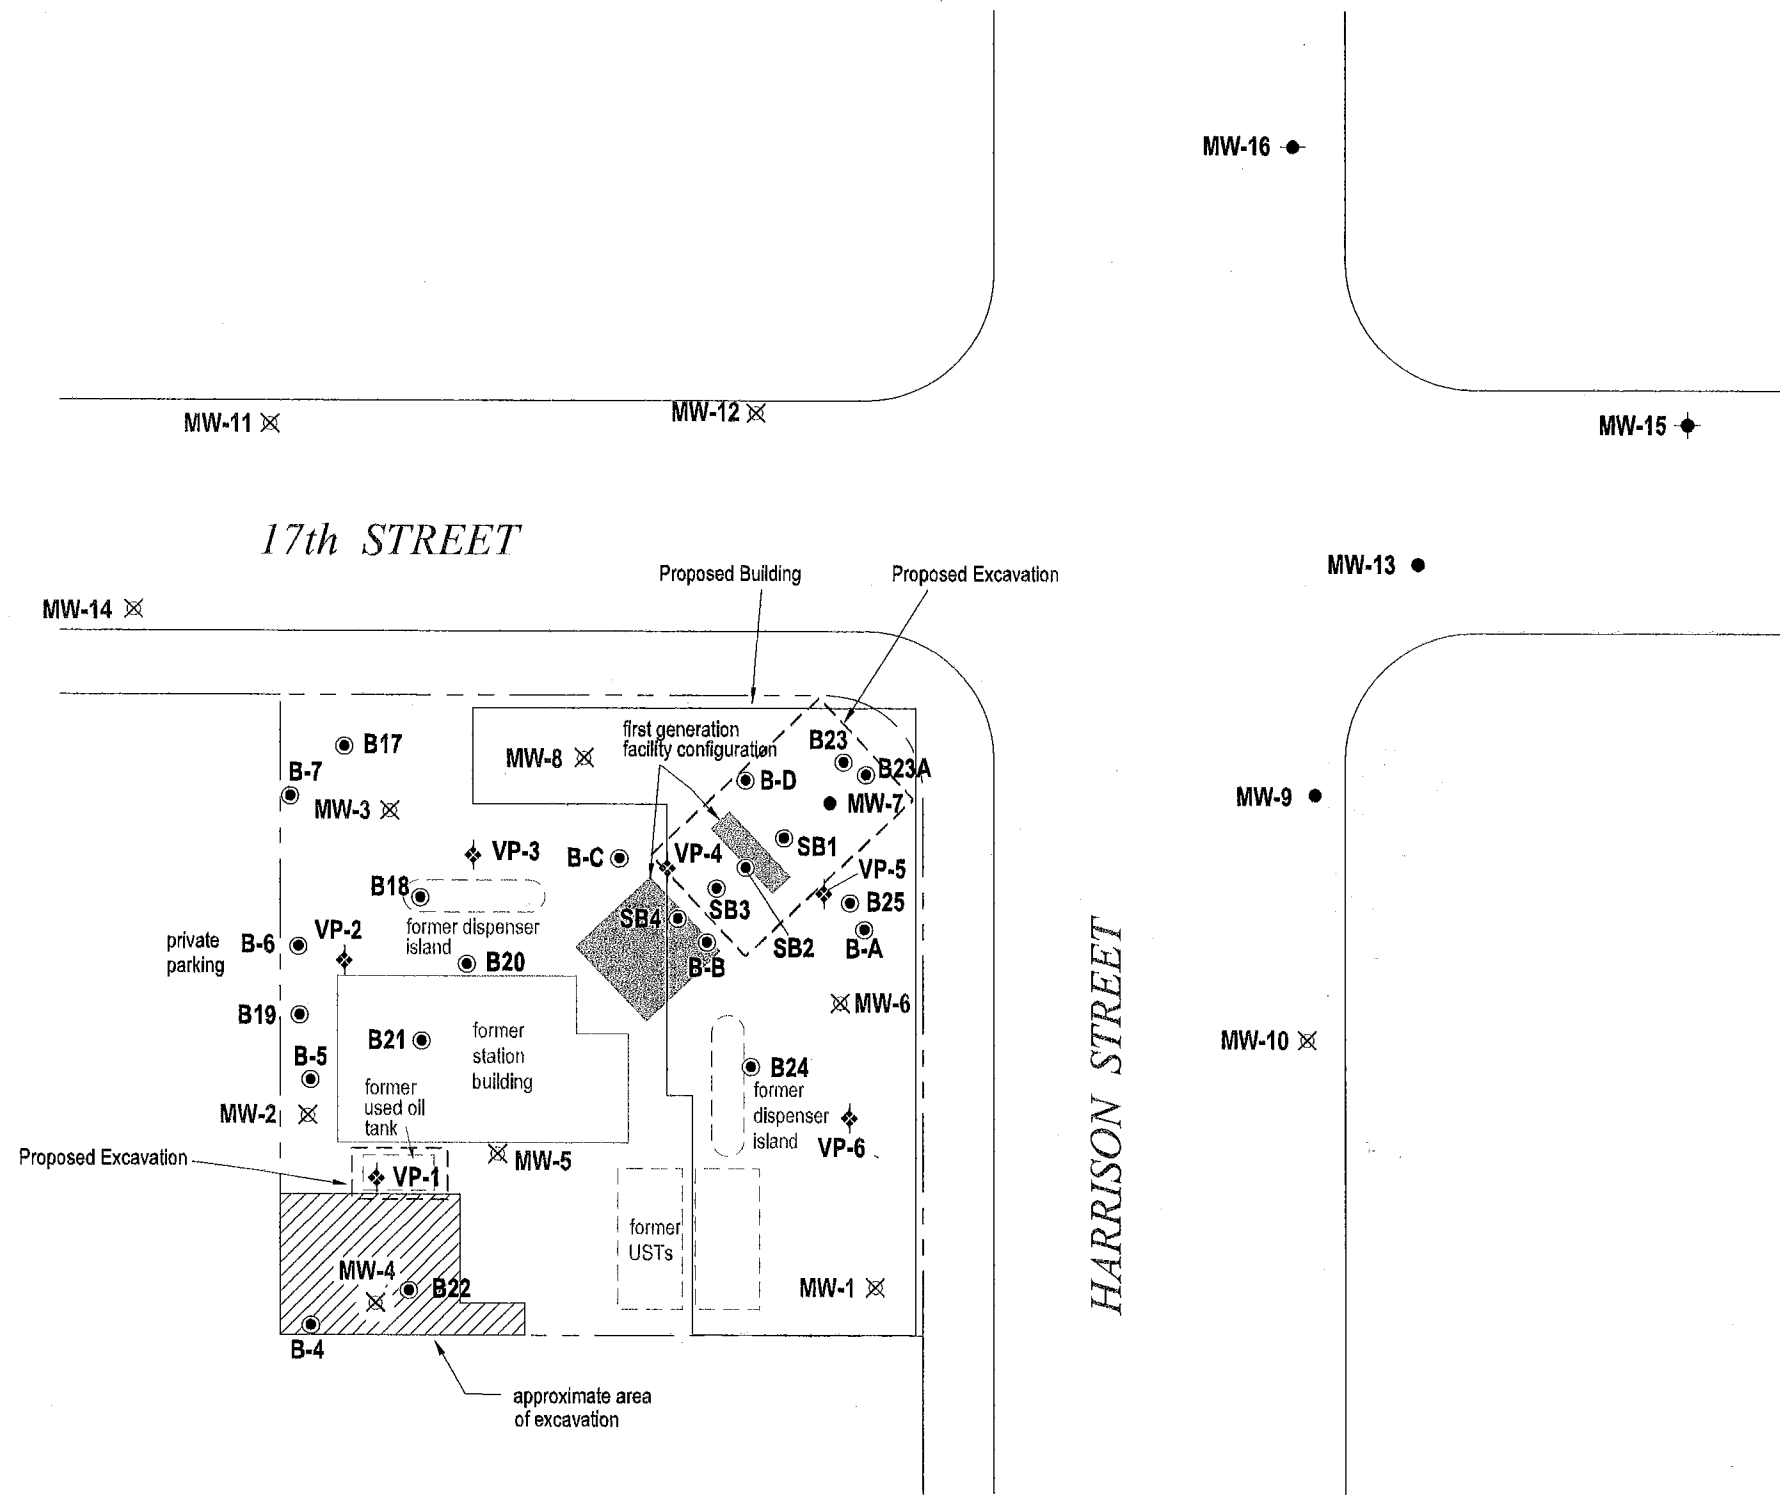 MW-16
MW-11
MW-12
MW-15
17th STREET
MW-13
Proposed Building
Proposed Excavation
MW-14
first generation
facility configuration
B17
MW-8
B23
B-7
B-D
B23A
MW-3
MW-7
MW-9
SB1
VP-3
B-C
VP-4
VP-5
B18
SB3
B25
SB4
former dispenser
island
VP-2
private
parking
B-6
SB2
B-A
B20
B-B
MW-6
B19
B21
former
station
building
MW-10
HARRISON STREET
B-5
B24
former
used oil
tank
former
dispenser
island
MW-2
VP-6
Proposed Excavation
MW-5
VP-1
former
USTs
MW-4
B22
MW-1
B-4
approximate area
of excavation